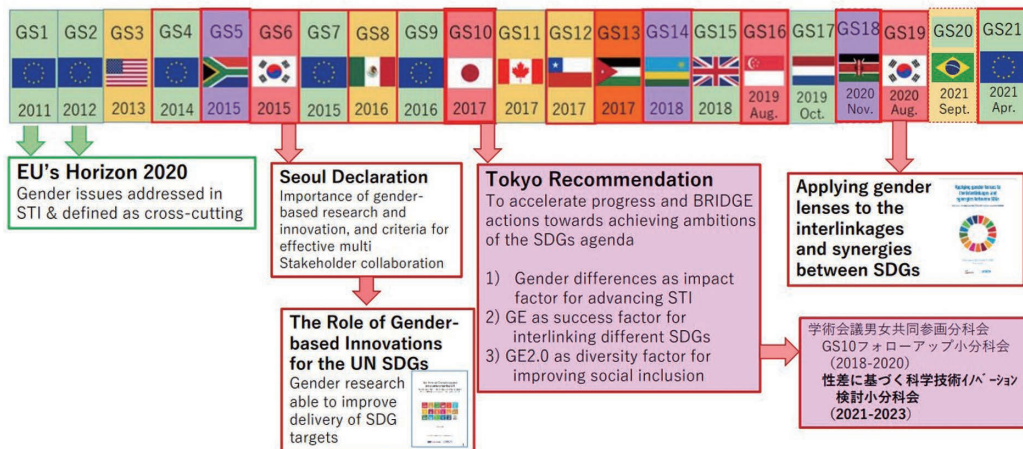 GS1 GS2 GS3 GS4 GS5 GS6 GS7 GS8 GS9 GS10 GS11 GS12 GS13 GS14 GS15 GS16 GS17 GS18 GS19 GS20 GS21
2011 2012 2013 2014 2015 2015 2015 2016 2016 2017 2017 2017 2017 2018 2018 2019 Aug. 2019 Oct. 2020 Nov. 2020 Aug. 2021 Sept. 2021 Apr.
EU's Horizon 2020
Gender issues addressed in
STI & defined as cross-cutting
Seoul Declaration
Importance of gender-
based research and
innovation, and criteria for
effective multi
Stakeholder collaboration
The Role of Gender-
based Innovations
for the UN SDGs
Gender research
able to improve
delivery of SDG
targets
Tokyo Recommendation
To accelerate progress and BRIDGE
actions towards achieving ambitions
of the SDGs agenda
1) Gender differences as impact
factor for advancing STI
2) GE as success factor for
interlinking different SDGs
3) GE2.0 as diversity factor for
improving social inclusion
Applying gender
lenses to the
interlinkages
and synergies
between SDGs
Applying gender lenses to
the interlinkages and
synergies between SDGs
学術会議男女共同参画分科会
GS10フォローアップ小分科会
(2018-2020)
性差に基づく科学技術ｲﾉﾍﾞｰｼｮﾝ
検討小分科会
(2021-2023)